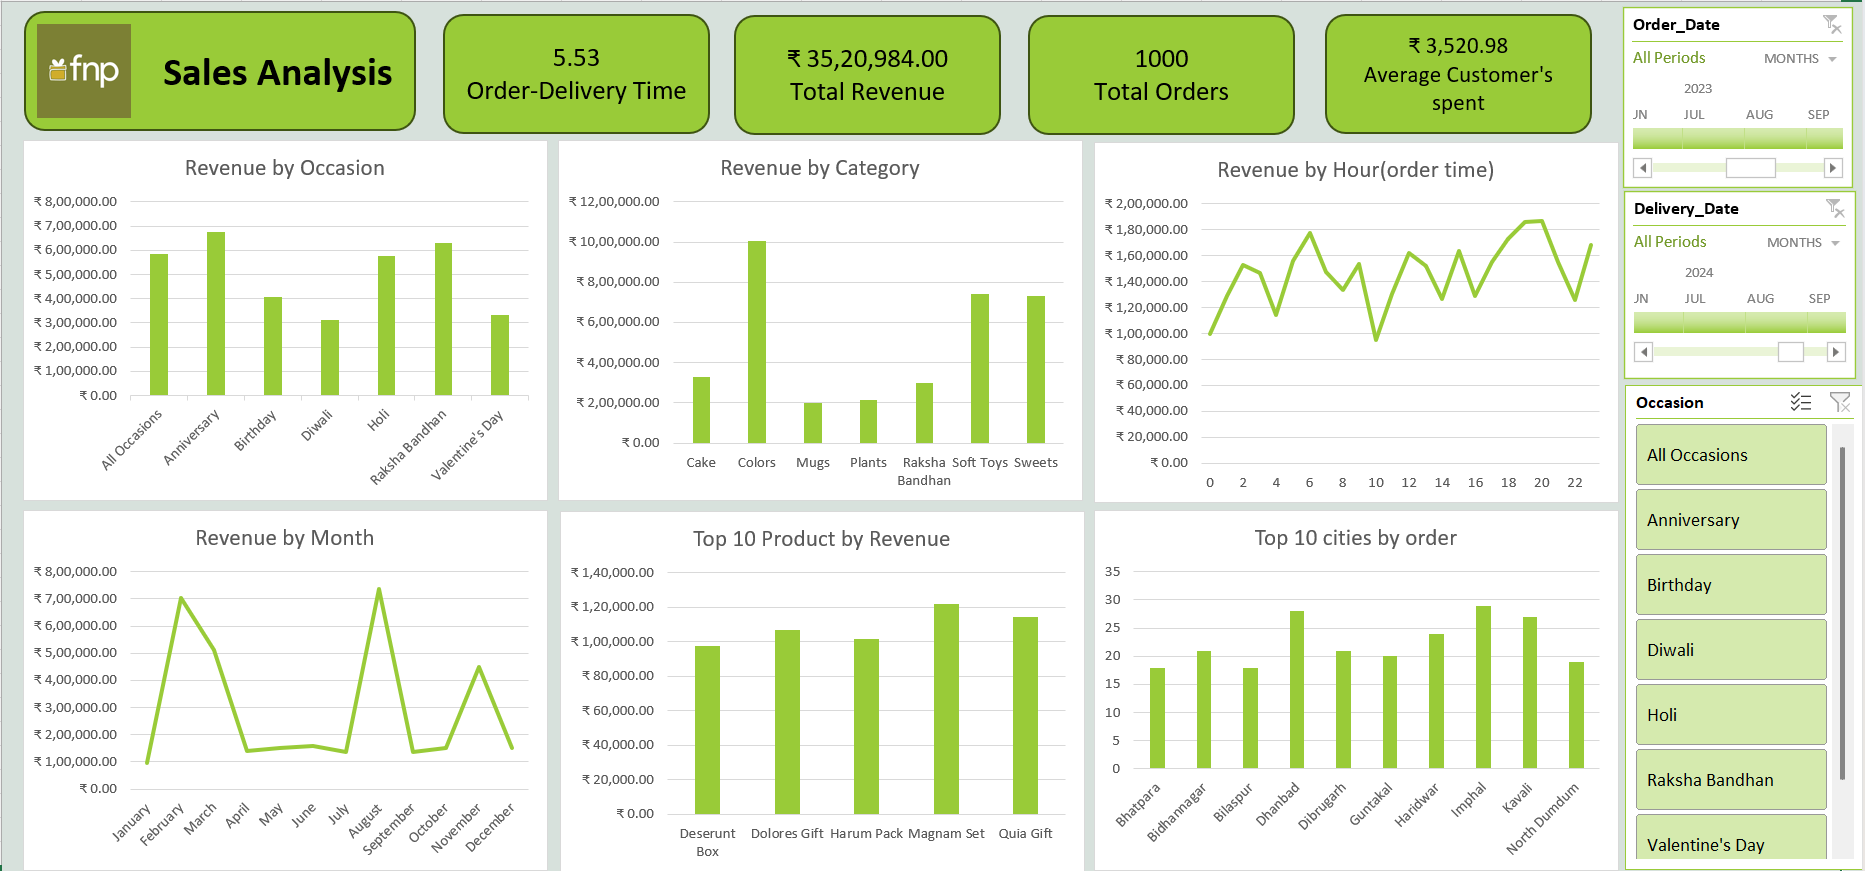 fnp
Sales Analysis
5.53
Order-Delivery Time
₹ 35,20,984.00
Total Revenue
1000
Total Orders
₹ 3,520.98
Average Customer's
spent
Order_Date
All Periods MONTHS
2023
JN JUL AUG SEP
Delivery_Date
All Periods MONTHS
2024
JN JUL AUG SEP
Occasion
All Occasions
Anniversary
Birthday
Diwali
Holi
Raksha Bandhan
Valentine's Day
Revenue by Occasion
₹ 8,00,000.00
₹ 7,00,000.00
₹ 6,00,000.00
₹ 5,00,000.00
₹ 4,00,000.00
₹ 3,00,000.00
₹ 2,00,000.00
₹ 1,00,000.00
₹ 0.00
All Occasions Anniversary Birthday Diwali Holi Raksha Bandhan Valentine's Day
Revenue by Category
₹ 12,00,000.00
₹ 10,00,000.00
₹ 8,00,000.00
₹ 6,00,000.00
₹ 4,00,000.00
₹ 2,00,000.00
₹ 0.00
Cake Colors Mugs Plants Raksha Soft Toys Sweets
Bandhan
Revenue by Hour(order time)
₹ 2,00,000.00
₹ 1,80,000.00
₹ 1,60,000.00
₹ 1,40,000.00
₹ 1,20,000.00
₹ 1,00,000.00
₹ 80,000.00
₹ 60,000.00
₹ 40,000.00
₹ 20,000.00
₹ 0.00
0 2 4 6 8 10 12 14 16 18 20 22
Revenue by Month
₹ 8,00,000.00
₹ 7,00,000.00
₹ 6,00,000.00
₹ 5,00,000.00
₹ 4,00,000.00
₹ 3,00,000.00
₹ 2,00,000.00
₹ 1,00,000.00
₹ 0.00
January February March April May June July August September October November December
Top 10 Product by Revenue
₹ 1,40,000.00
₹ 1,20,000.00
₹ 1,00,000.00
₹ 80,000.00
₹ 60,000.00
₹ 40,000.00
₹ 20,000.00
₹ 0.00
Deserunt Dolores Gift Harum Pack Magnam Set Quia Gift
Box
Top 10 cities by order
35
30
25
20
15
10
5
0
Bhatpara Bidhannagar Bilaspur Dhanbad Dibrugarh Guntakal Haridwar Imphal Kavali North Dumdum